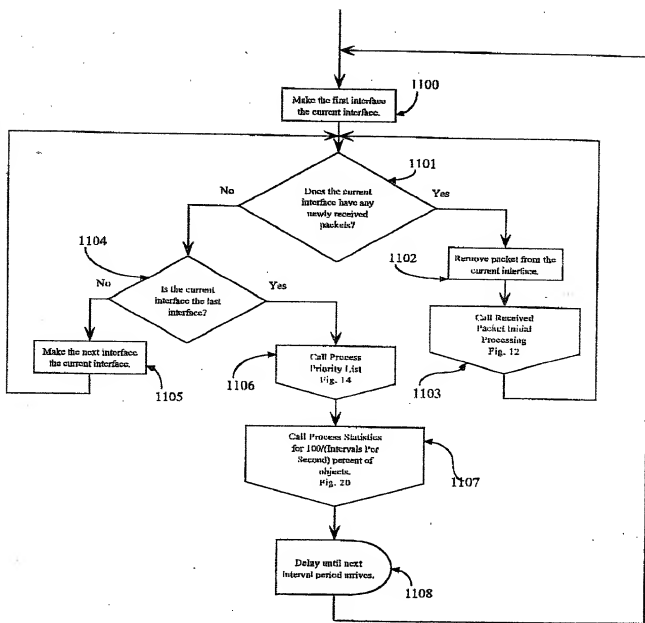 1100
Make the first interface
the current interface.
1101
No
Does the current
interface have any
newly received
packets?
Yes
1104
1102
Remove packet from the
current interface.
No
Is the current
interface the last
interface?
Yes
Call Received
Packet Initial
Processing
Fig. 12
1103
Make the next interface
the current interface.
1105
1106
Call Process
Priority List
Fig. 14
Call Process Statistics
for 100/(Intervals Per
Second) percent of
objects.
Fig. 20
1107
Delay until next
interval period arrives.
1108